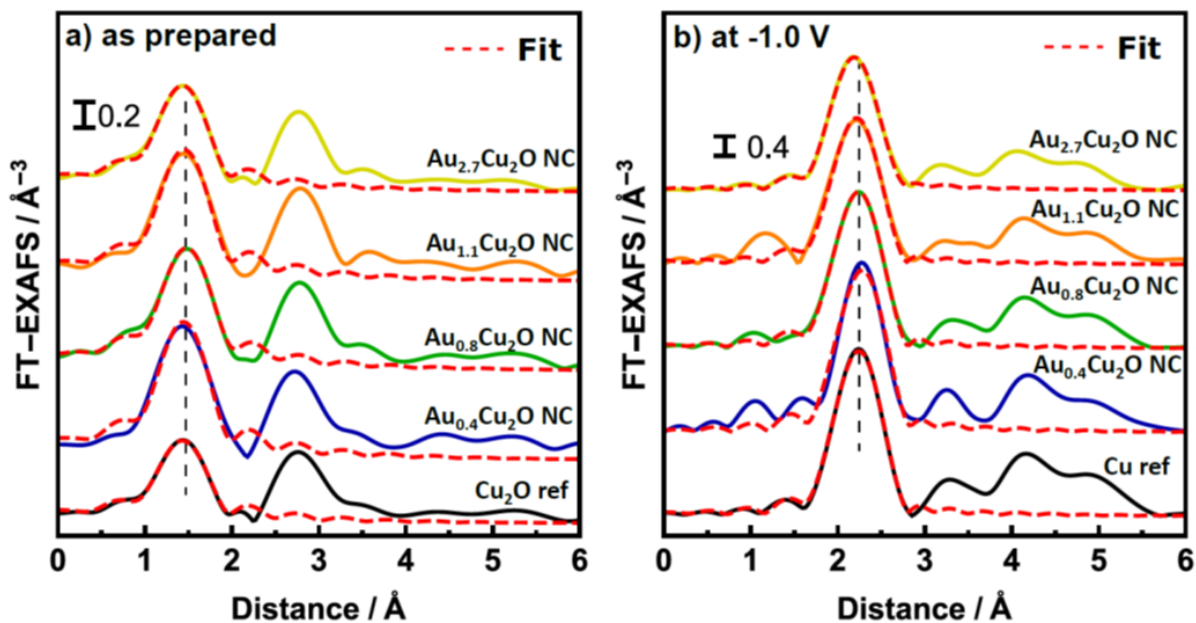 a) as prepared
Fit
0.2
Au2.7Cu2O NC
Au1.1Cu2O NC
Au0.8Cu2O NC
Au0.4Cu2O NC
Cu2O ref
FT–EXAFS / Å−3
0 1 2 3 4 5 6
Distance / Å
b) at -1.0 V
Fit
0.4
Au2.7Cu2O NC
Au1.1Cu2O NC
Au0.8Cu2O NC
Au0.4Cu2O NC
Cu ref
FT–EXAFS / Å−3
0 1 2 3 4 5 6
Distance / Å